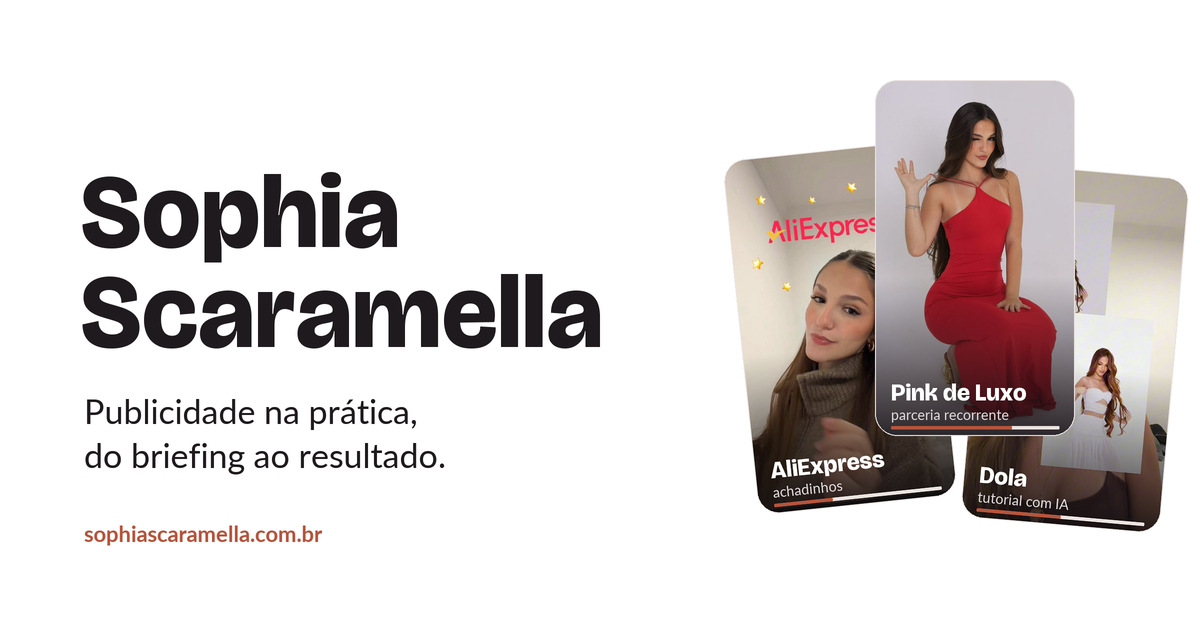 Sophia
Scaramella
Publicidade na prática,
do briefing ao resultado.
sophiascaramella.com.br
AliExpres
AliExpress
achadinhos
Pink de Luxo
parceria recorrente
Dola
tutorial com IA